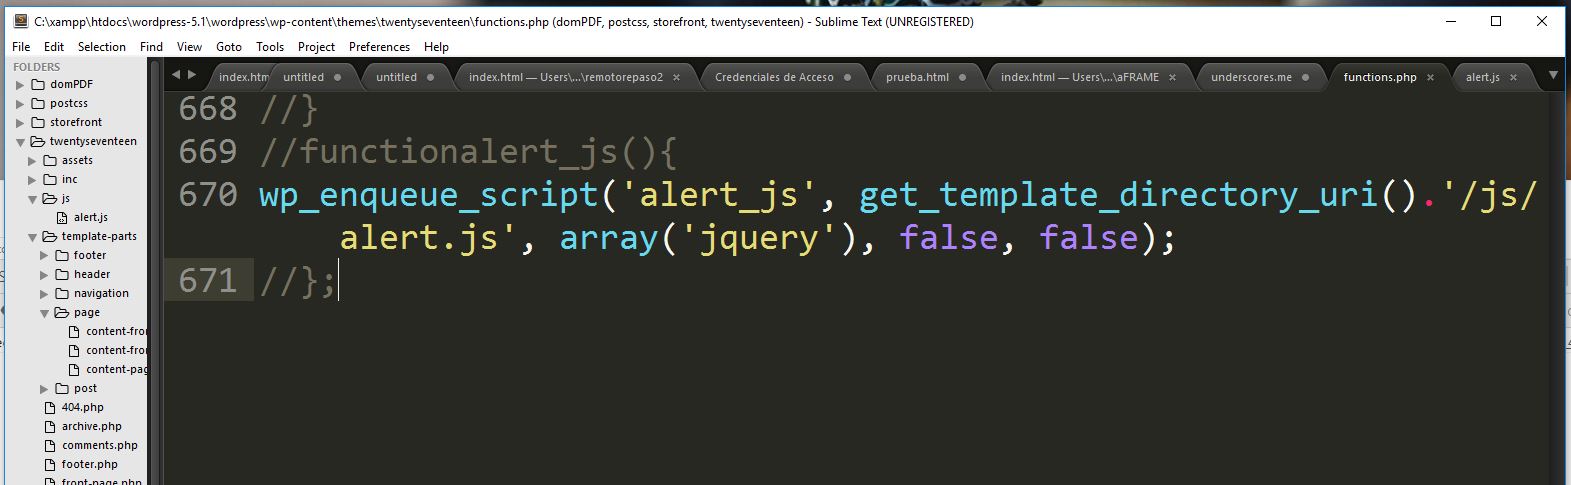 C:\xampp\htdocs\wordpress-5.1\wordpress\wp-content\themes\twentyseventeen\functions.php (domPDF, postcss, storefront, twentyseventeen) - Sublime Text (UNREGISTERED)
File Edit Selection Find View Goto Tools Project Preferences Help
FOLDERS
index.htm untitled untitled index.html — Users\...\remotorepaso2 Credenciales de Acceso prueba.html index.html — Users\...\aFRAME underscores.me functions.php alert.js
domPDF
postcss
storefront
twentyseventeen
assets
inc
js
alert.js
template-parts
footer
header
navigation
page
content-fron
content-fron
content-pag
post
404.php
archive.php
comments.php
footer.php
front-page.php
668 //}
669 //functionalert_js(){
670 wp_enqueue_script('alert_js', get_template_directory_uri().'/js/
alert.js', array('jquery'), false, false);
671 //};